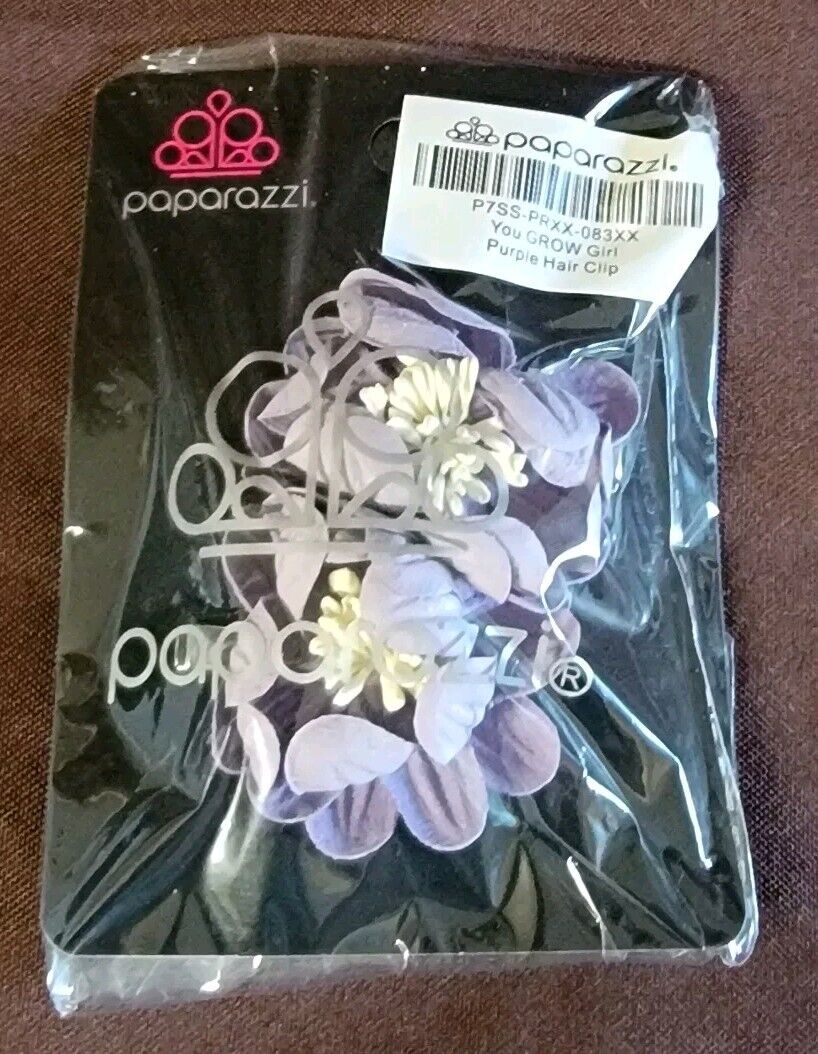 paparazzi.
paparazzi.
P7SS-PRXX-083XX
You GROW Girl
Purple Hair Clip
paparazzi®